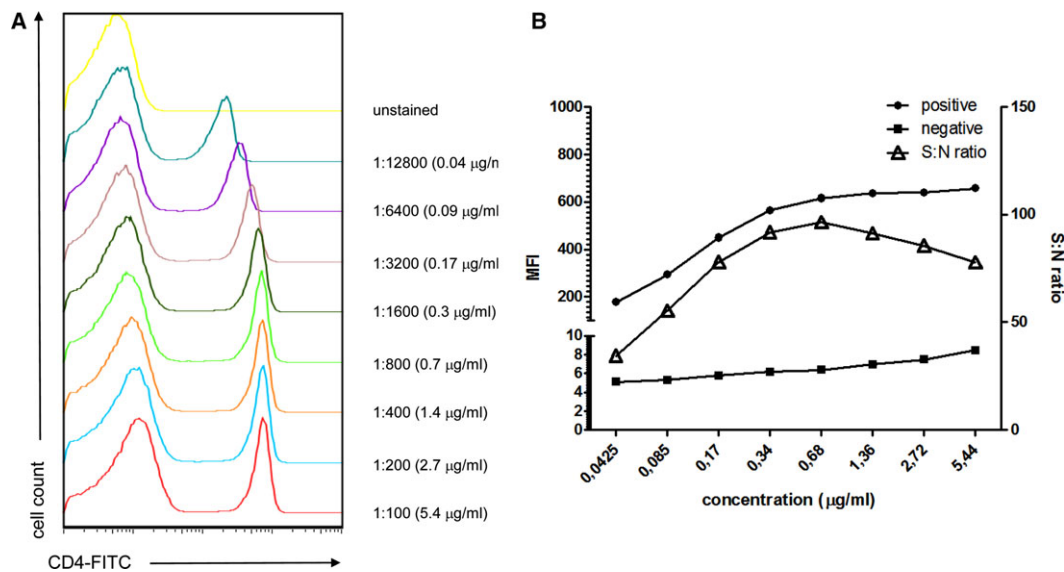 A
unstained
1:12800 (0.04 µg/n
1:6400 (0.09 µg/ml
1:3200 (0.17 µg/ml
1:1600 (0.3 µg/ml)
1:800 (0.7 µg/ml)
1:400 (1.4 µg/ml)
1:200 (2.7 µg/ml)
1:100 (5.4 µg/ml)
cell count
CD4-FITC
B
positive
negative
S:N ratio
1000
800
600
400
200
10
8
6
4
2
0
MFI
150
100
50
0
S:N ratio
0,0425
0,085
0,17
0,34
0,68
1,36
2,72
5,44
concentration (µg/ml)